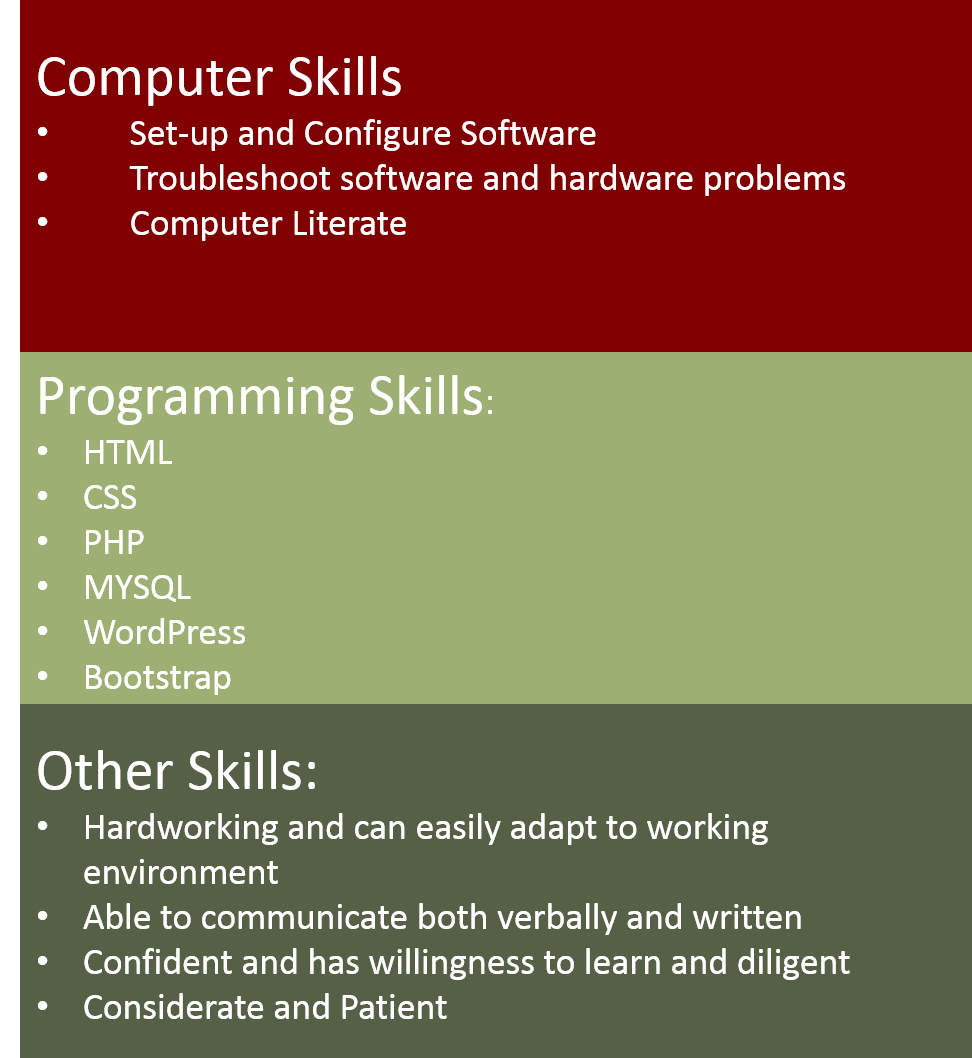 Computer Skills
• Set-up and Configure Software
• Troubleshoot software and hardware problems
• Computer Literate
Programming Skills:
• HTML
• CSS
• PHP
• MYSQL
• WordPress
• Bootstrap
Other Skills:
• Hardworking and can easily adapt to working
environment
• Able to communicate both verbally and written
• Confident and has willingness to learn and diligent
• Considerate and Patient